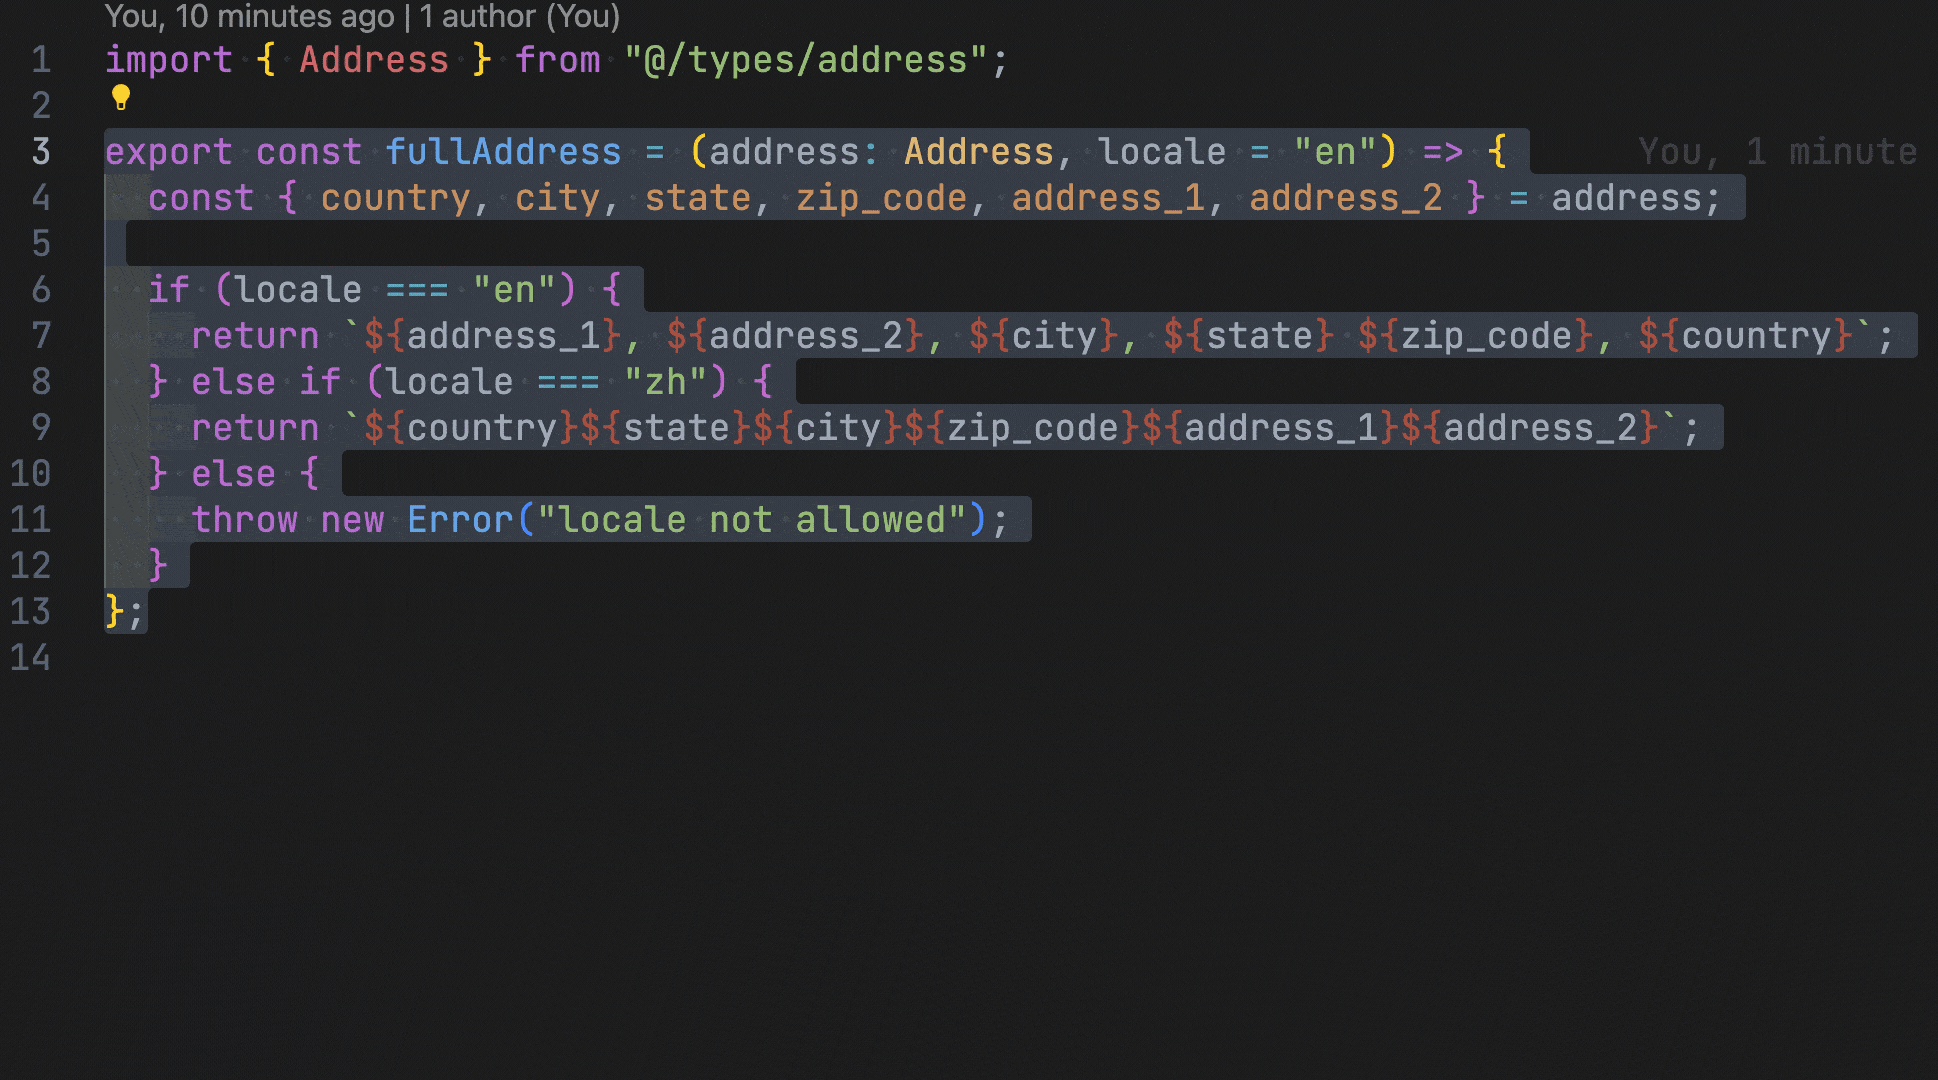 You, 10 minutes ago | 1 author (You)
1 import { Address } from "@/types/address";
2
3 export const fullAddress = (address: Address, locale = "en") => { You, 1 minute
4 const { country, city, state, zip_code, address_1, address_2 } = address;
5
6 if (locale === "en") {
7 return `${address_1}, ${address_2}, ${city}, ${state} ${zip_code}, ${country}`;
8 } else if (locale === "zh") {
9 return `${country}${state}${city}${zip_code}${address_1}${address_2}`;
10 } else {
11 throw new Error("locale not allowed");
12 }
13 };
14